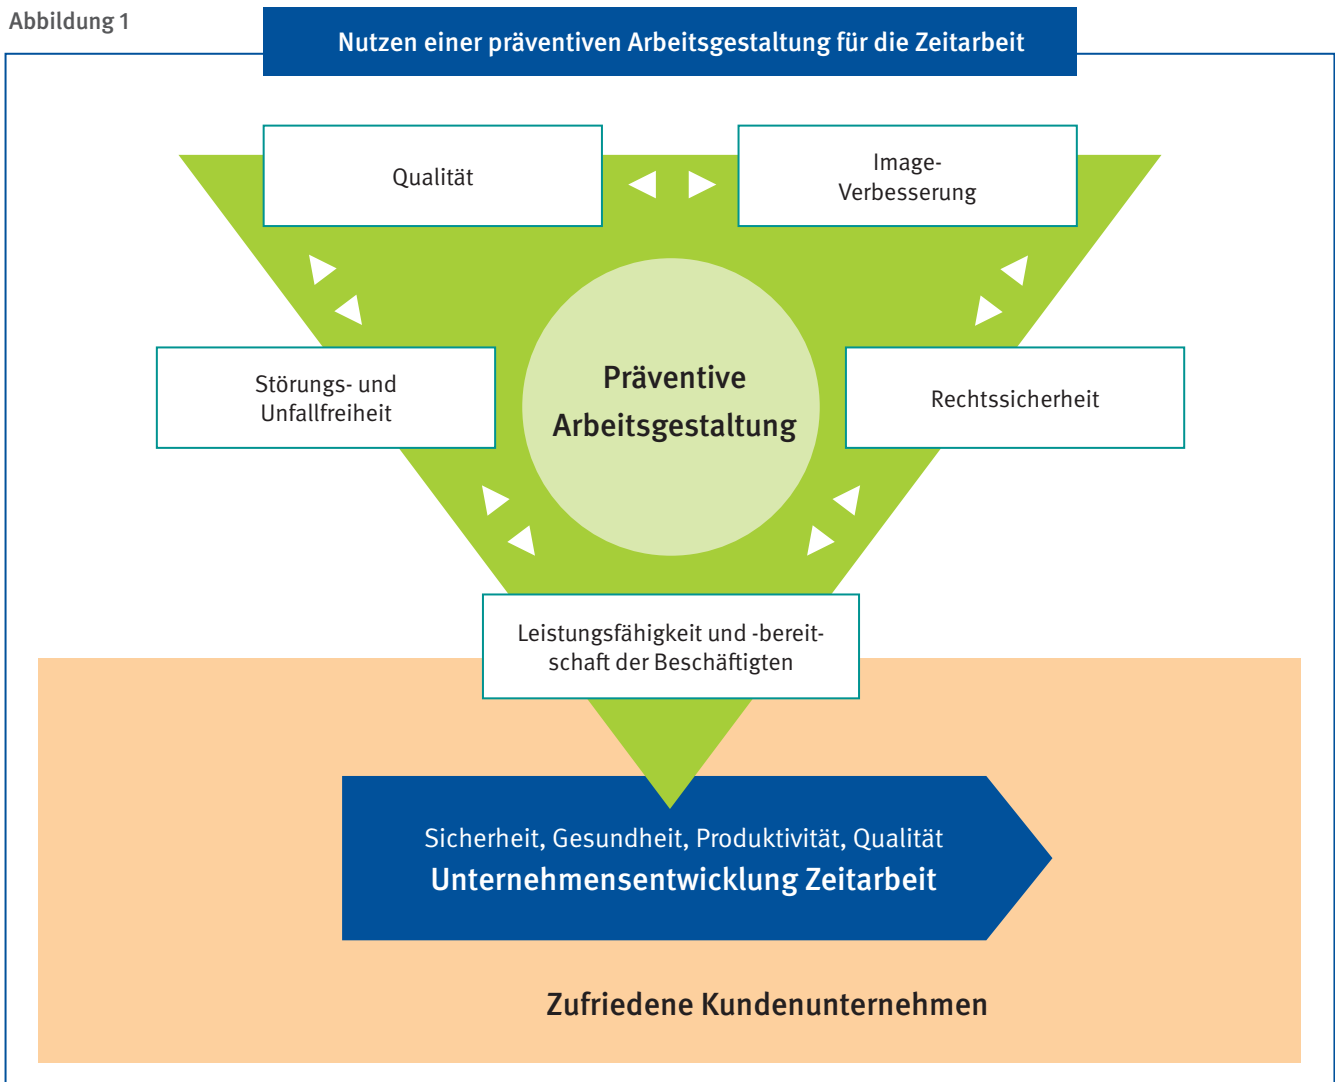 Abbildung 1
Nutzen einer präventiven Arbeitsgestaltung für die Zeitarbeit
Qualität
Image-
Verbesserung
Störungs- und
Unfallfreiheit
Präventive
Arbeitsgestaltung
Rechtssicherheit
Leistungsfähigkeit und -bereit-
schaft der Beschäftigten
Sicherheit, Gesundheit, Produktivität, Qualität
Unternehmensentwicklung Zeitarbeit
Zufriedene Kundenunternehmen